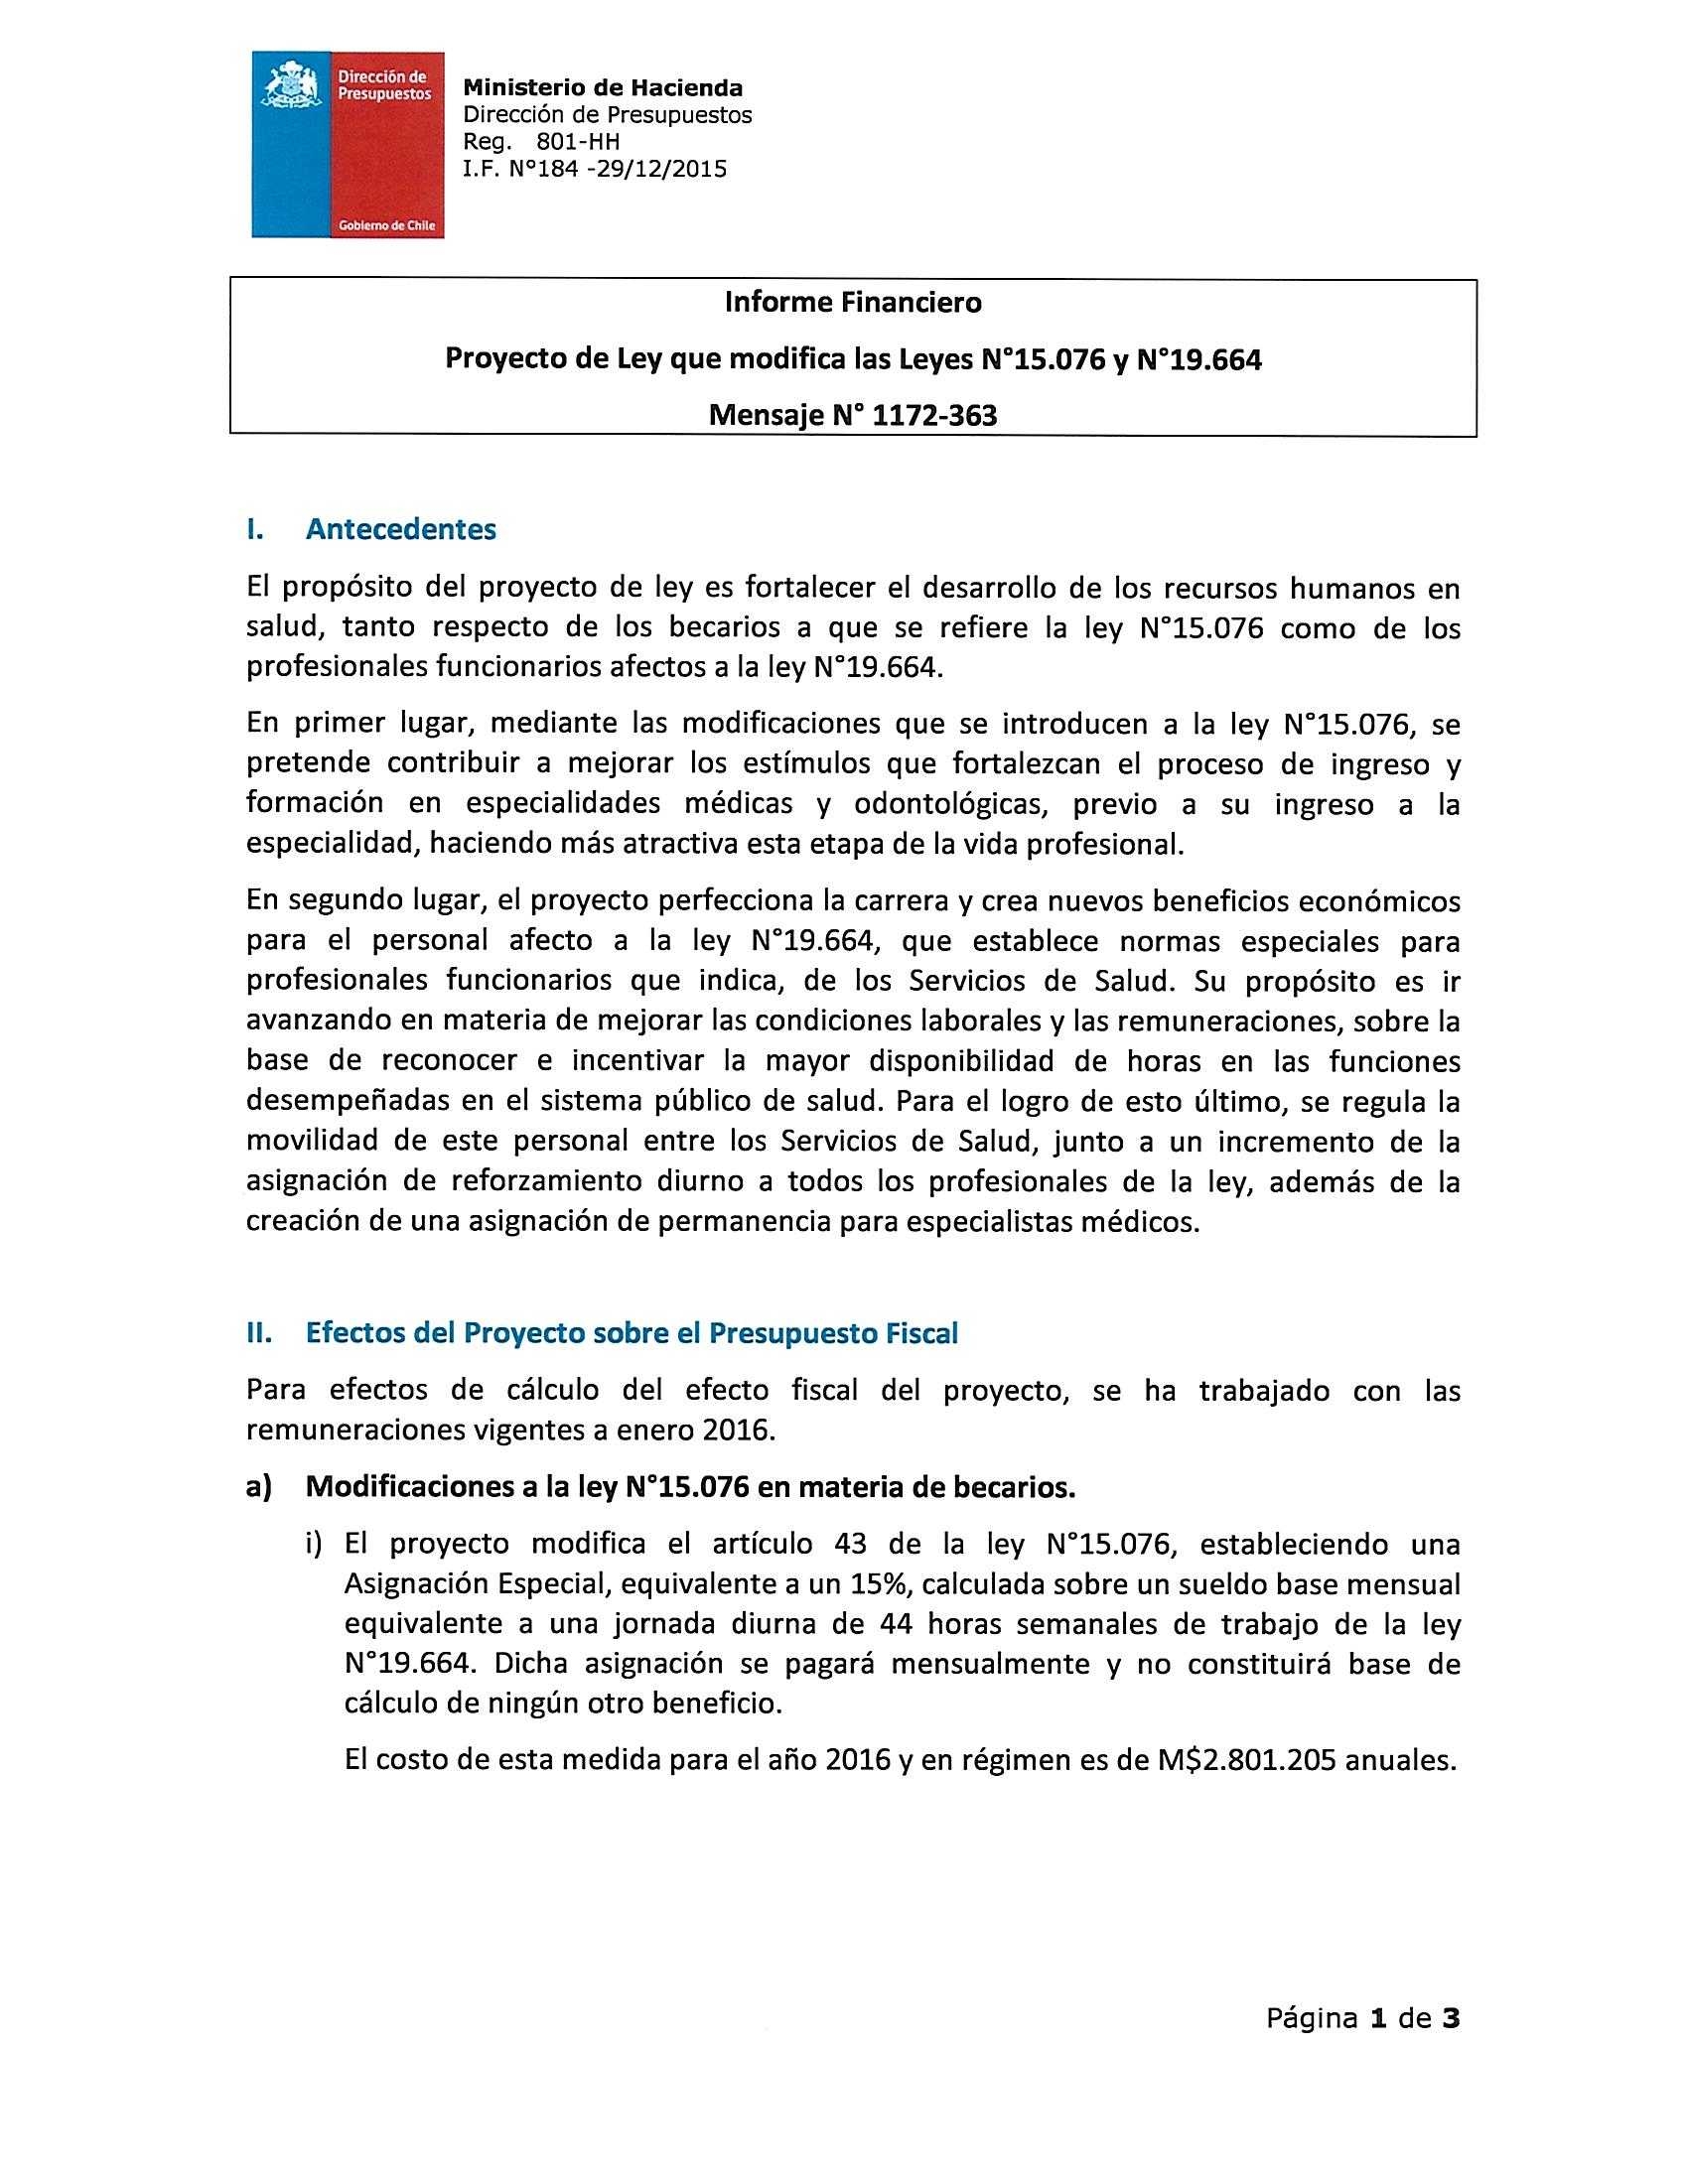 Dirección de
Presupuestos
Gobierno de Chile
Ministerio de Hacienda
Dirección de Presupuestos
Reg. 801-HH
I.F. N°184 -29/12/2015
Informe Financiero
Proyecto de Ley que modifica las Leyes N°15.076 y N°19.664
Mensaje N° 1172-363
I. Antecedentes
El propósito del proyecto de ley es fortalecer el desarrollo de los recursos humanos en
salud, tanto respecto de los becarios a que se refiere la ley N°15.076 como de los
profesionales funcionarios afectos a la ley N°19.664.
En primer lugar, mediante las modificaciones que se introducen a la ley N°15.076, se
pretende contribuir a mejorar los estímulos que fortalezcan el proceso de ingreso y
formación en especialidades médicas y odontológicas, previo a su ingreso a la
especialidad, haciendo más atractiva esta etapa de la vida profesional.
En segundo lugar, el proyecto perfecciona la carrera y crea nuevos beneficios económicos
para el personal afecto a la ley N°19.664, que establece normas especiales para
profesionales funcionarios que indica, de los Servicios de Salud. Su propósito es ir
avanzando en materia de mejorar las condiciones laborales y las remuneraciones, sobre la
base de reconocer e incentivar la mayor disponibilidad de horas en las funciones
desempeñadas en el sistema público de salud. Para el logro de esto último, se regula la
movilidad de este personal entre los Servicios de Salud, junto a un incremento de la
asignación de reforzamiento diurno a todos los profesionales de la ley, además de la
creación de una asignación de permanencia para especialistas médicos.
II. Efectos del Proyecto sobre el Presupuesto Fiscal
Para efectos de cálculo del efecto fiscal del proyecto, se ha trabajado con las
remuneraciones vigentes a enero 2016.
a) Modificaciones a la ley N°15.076 en materia de becarios.
i) El proyecto modifica el artículo 43 de la ley N°15.076, estableciendo una
Asignación Especial, equivalente a un 15%, calculada sobre un sueldo base mensual
equivalente a una jornada diurna de 44 horas semanales de trabajo de la ley
N°19.664. Dicha asignación se pagará mensualmente y no constituirá base de
cálculo de ningún otro beneficio.
El costo de esta medida para el año 2016 y en régimen es de M$2.801.205 anuales.
Página 1 de 3